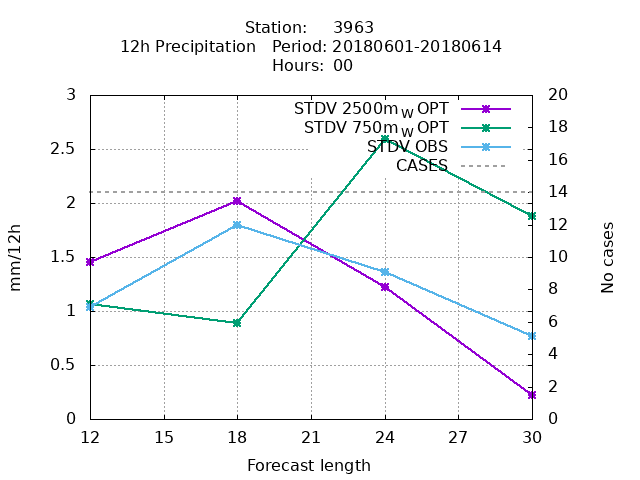 Station: 3963
12h Precipitation Period: 20180601-20180614
Hours: 00
STDV 2500m W OPT
STDV 750m W OPT
STDV OBS
CASES
3
2.5
2
1.5
1
0.5
0
20
18
16
14
12
10
8
6
4
2
0
mm/12h
No cases
12 15 18 21 24 27 30
Forecast length